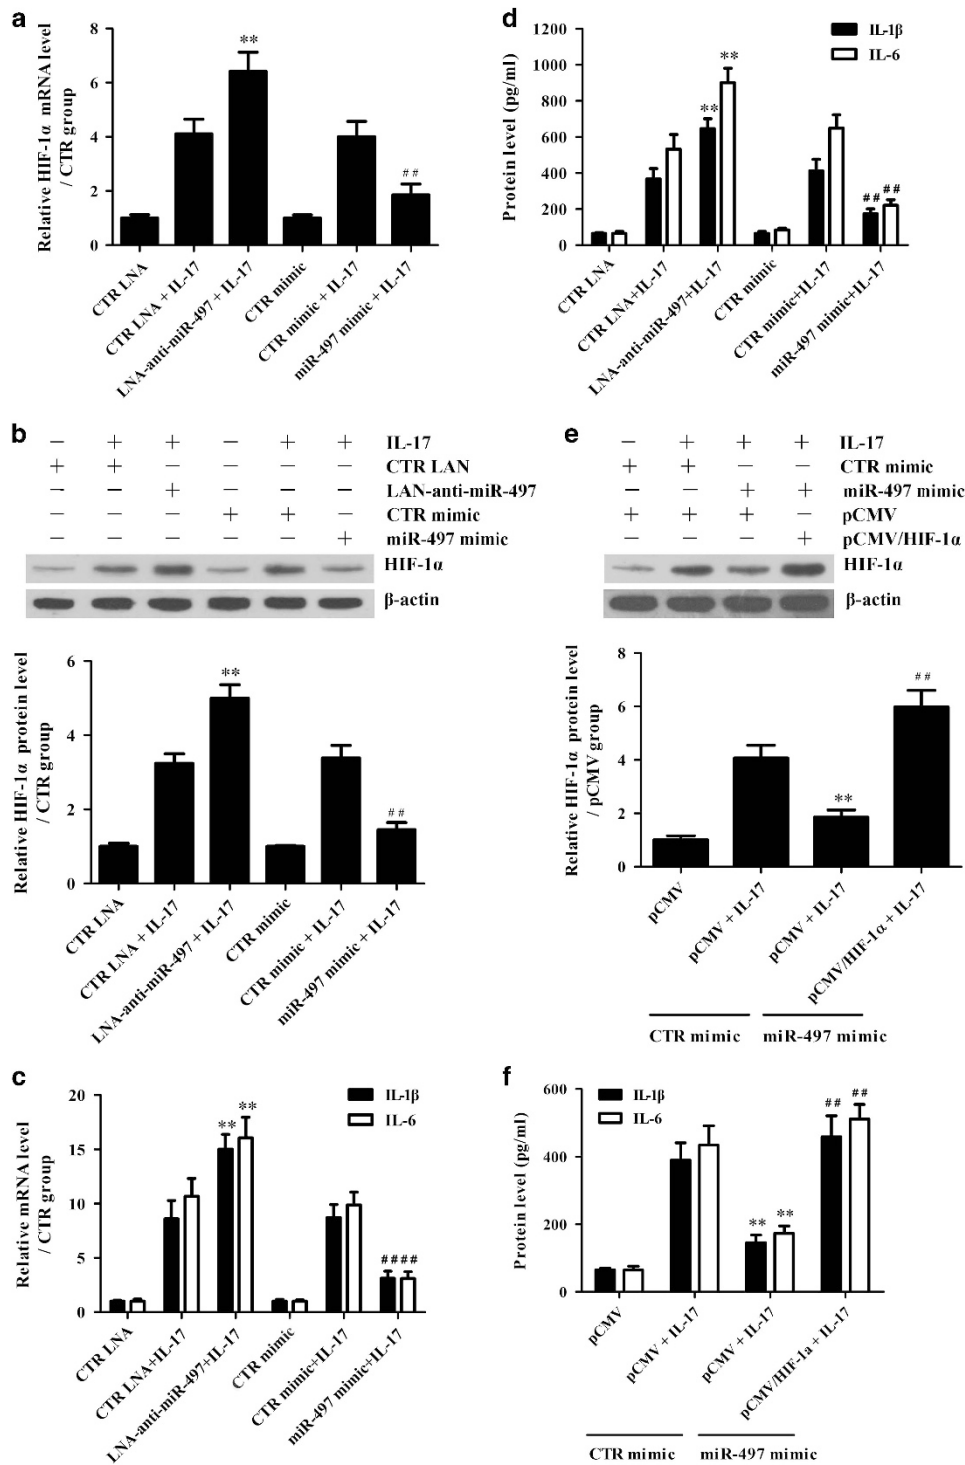 a
Relative HIF-1α mRNA level
/ CTR group
8
6
4
2
0
**
##
CTR LNA
CTR LNA + IL-17
LNA-anti-miR-497 + IL-17
CTR mimic
CTR mimic + IL-17
miR-497 mimic + IL-17
d
Protein level (pg/ml)
1200
1000
800
600
400
200
0
IL-1β
IL-6
**
**
##
##
CTR LNA
CTR LNA+IL-17
LNA-anti-miR-497+IL-17
CTR mimic
CTR mimic+IL-17
miR-497 mimic+IL-17
b
− + + − + + IL-17
+ + − − − − CTR LAN
− − + − − − LAN-anti-miR-497
− − − + + − CTR mimic
− − − − − + miR-497 mimic
HIF-1α
β-actin
Relative HIF-1α protein level
/ CTR group
6
4
2
0
**
##
CTR LNA
CTR LNA + IL-17
LNA-anti-miR-497 + IL-17
CTR mimic
CTR mimic + IL-17
miR-497 mimic + IL-17
e
− + + + IL-17
+ + − − CTR mimic
− − + + miR-497 mimic
+ + + − pCMV
− − − + pCMV/HIF-1α
HIF-1α
β-actin
Relative HIF-1α protein level
/ pCMV group
8
6
4
2
0
**
##
pCMV
pCMV + IL-17
pCMV + IL-17
pCMV/HIF-1α + IL-17
CTR mimic
miR-497 mimic
c
Relative mRNA level
/ CTR group
20
15
10
5
0
IL-1β
IL-6
**
**
####
CTR LNA
CTR LNA+IL-17
LNA-anti-miR-497+IL-17
CTR mimic
CTR mimic+IL-17
miR-497 mimic+IL-17
f
Protein level (pg/ml)
600
400
200
0
IL-1β
IL-6
**
**
##
##
pCMV
pCMV + IL-17
pCMV + IL-17
pCMV/HIF-1a + IL-17
CTR mimic
miR-497 mimic